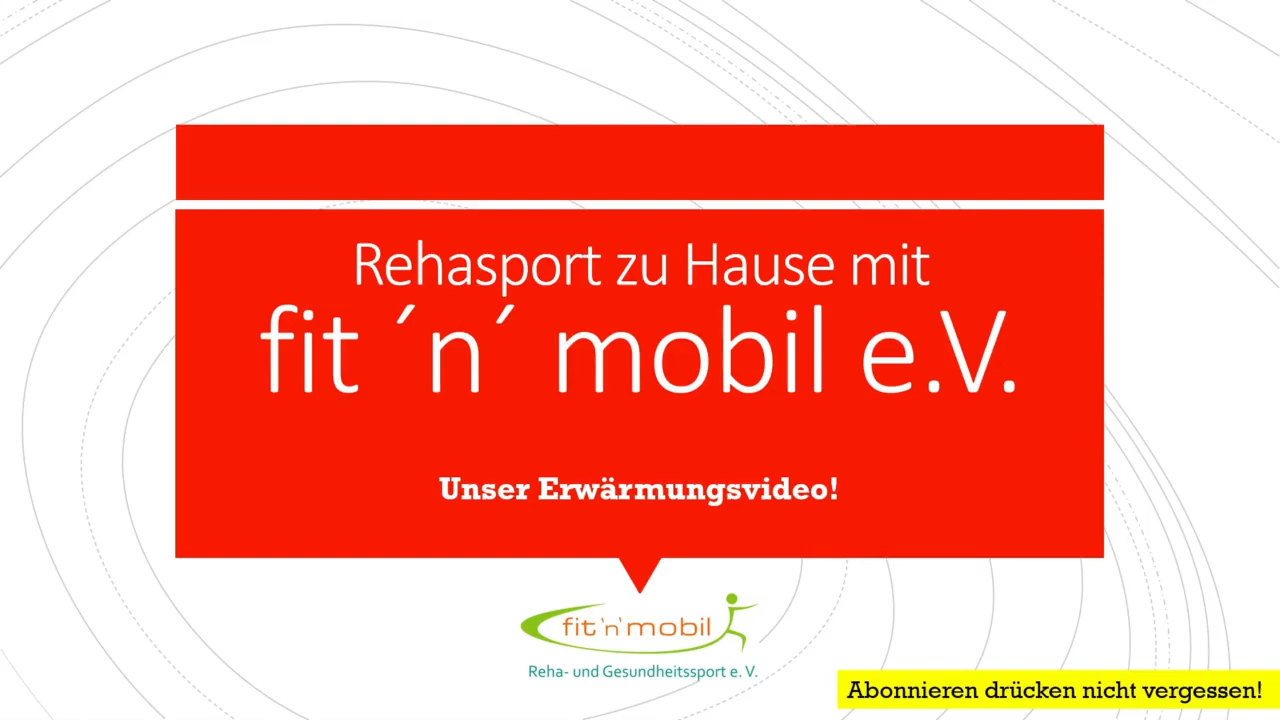 Rehasport zu Hause mit
fit ´n´ mobil e.V.
Unser Erwärmungsvideo!
fit 'n' mobil
Reha- und Gesundheitssport e. V.
Abonnieren drücken nicht vergessen!